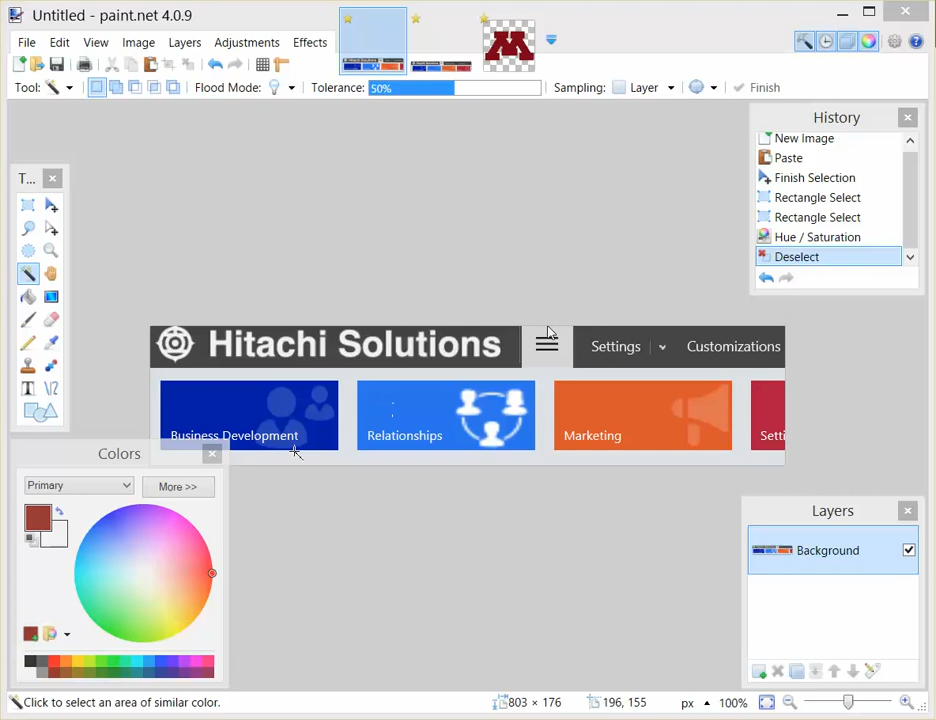 Untitled - paint.net 4.0.9
File Edit View Image Layers Adjustments Effects
Tool: Flood Mode: Tolerance: 50% Sampling: Layer Finish
History
New Image
Paste
Finish Selection
Rectangle Select
Rectangle Select
Hue / Saturation
Deselect
T...
Hitachi Solutions Settings Customizations
Business Development Relationships Marketing Setti
Colors
Primary More >>
Layers
Background
Click to select an area of similar color. 803 × 176 196, 155 px 100%